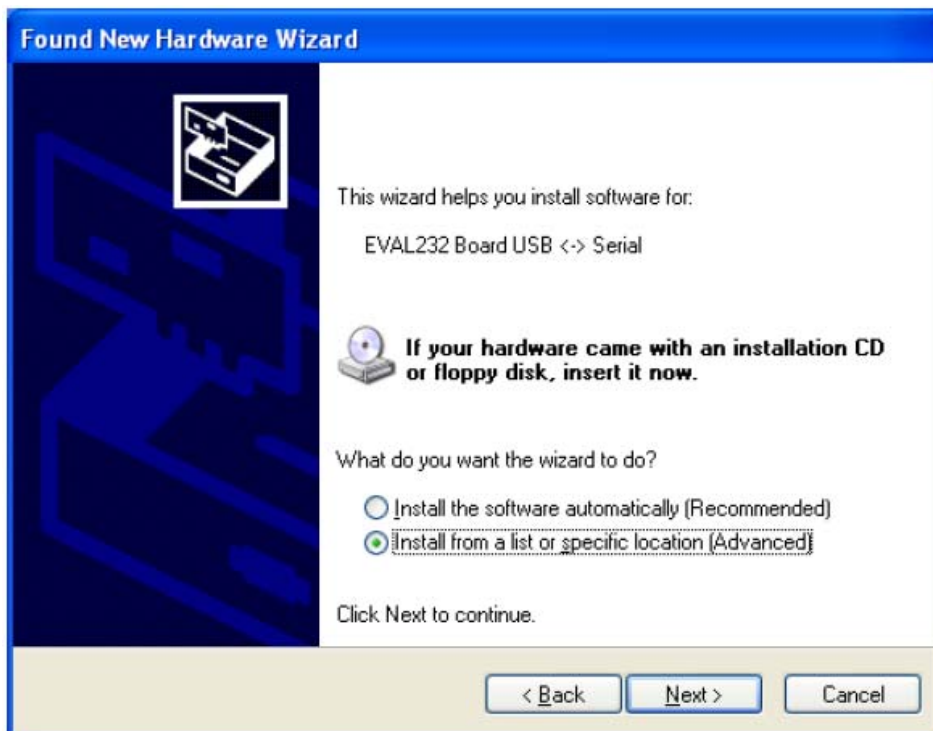 Found New Hardware Wizard
This wizard helps you install software for:
EVAL232 Board USB <-> Serial
If your hardware came with an installation CD
or floppy disk, insert it now.
What do you want the wizard to do?
Install the software automatically (Recommended)
Install from a list or specific location (Advanced)
Click Next to continue.
< Back Next > Cancel